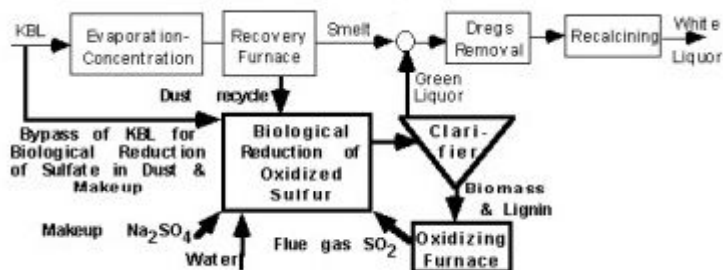 KBL
Evaporation-
Concentration
Recovery
Furnace
Smelt
Dregs
Removal
Recalcining
White
Liquor
Green
Liquor
Dust recycle
Bypass of KBL for
Biological Reduction
of Sulfate in Dust &
Makeup
Biological
Reduction of
Oxidized
Sulfur
Clari-
fier
Biomass
& Lignin
Makeup Na₂SO₄
Water
Flue gas SO₂
Oxidizing
Furnace